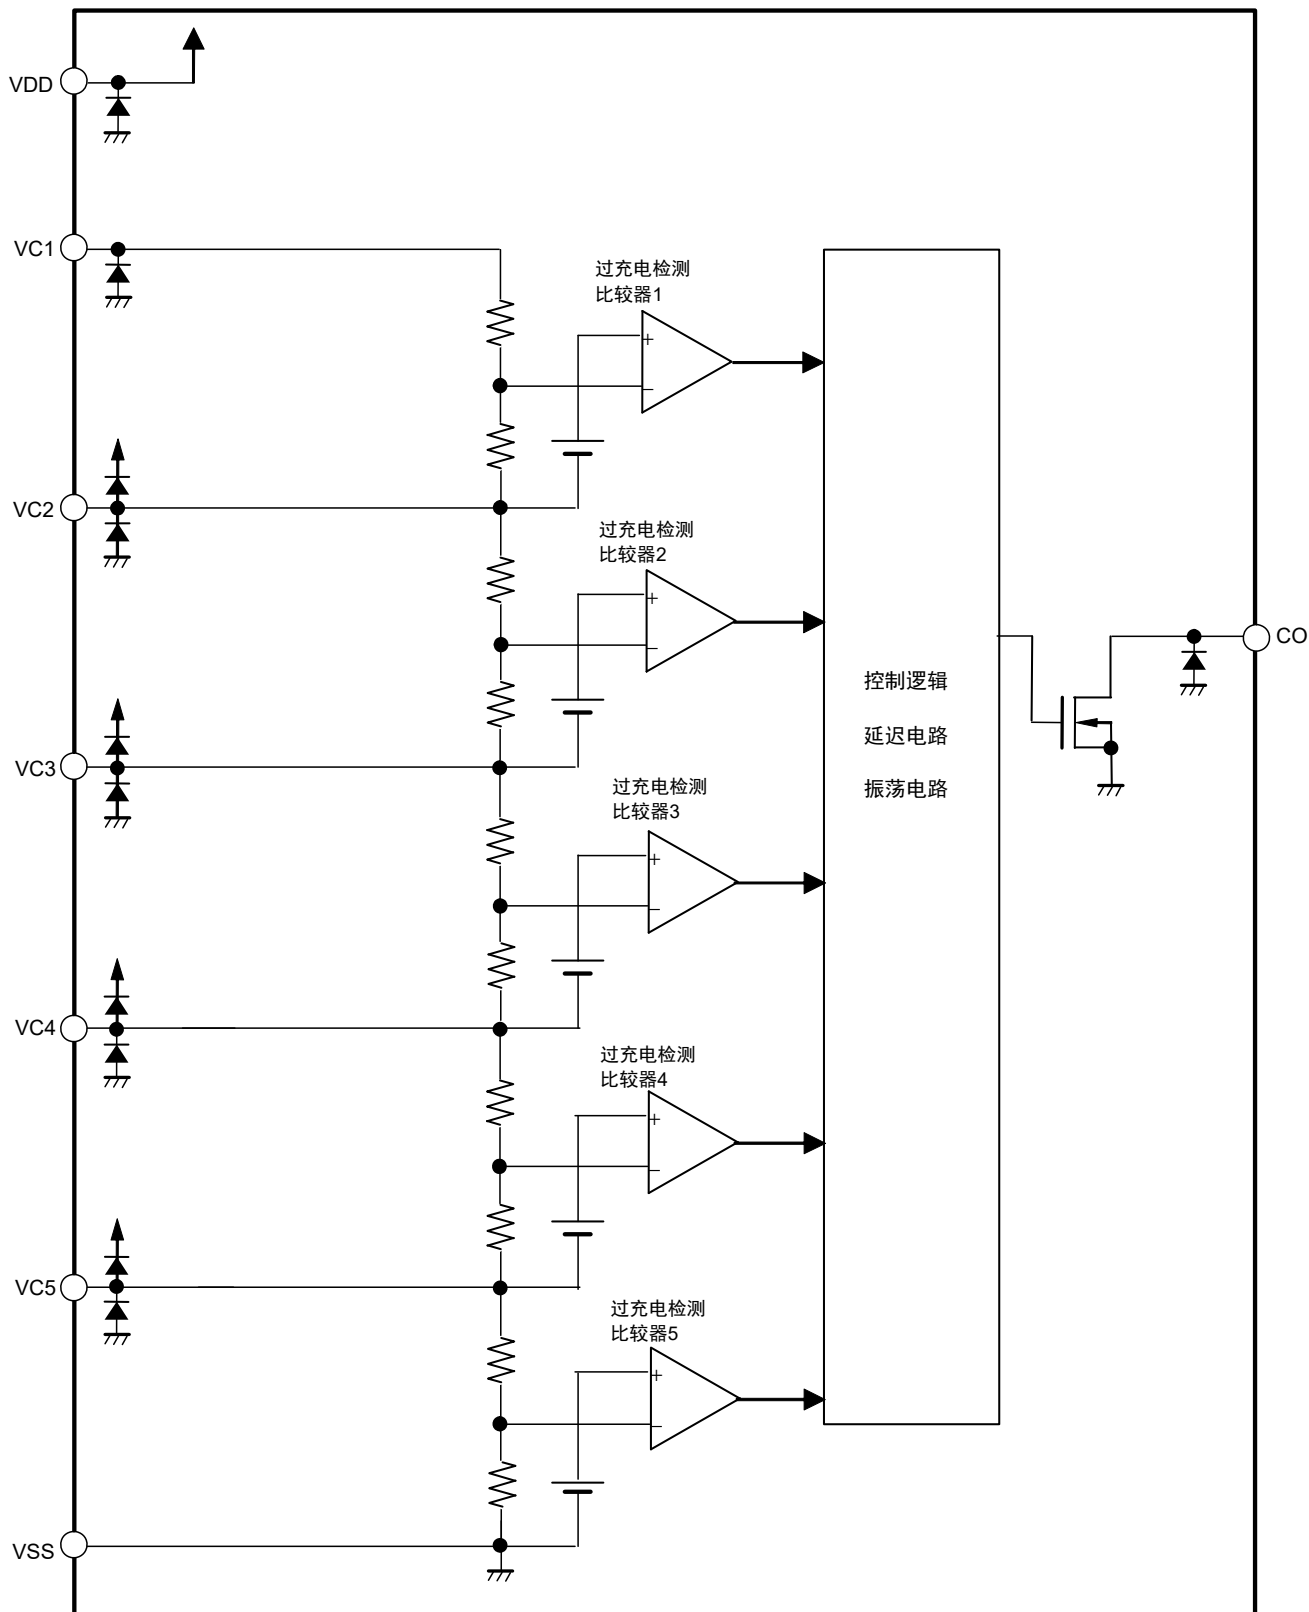 VDD
VC1
过充电检测
比较器1
+
−
VC2
过充电检测
比较器2
+
−
CO
控制逻辑
延迟电路
振荡电路
VC3
过充电检测
比较器3
+
−
VC4
过充电检测
比较器4
+
−
VC5
过充电检测
比较器5
+
−
VSS